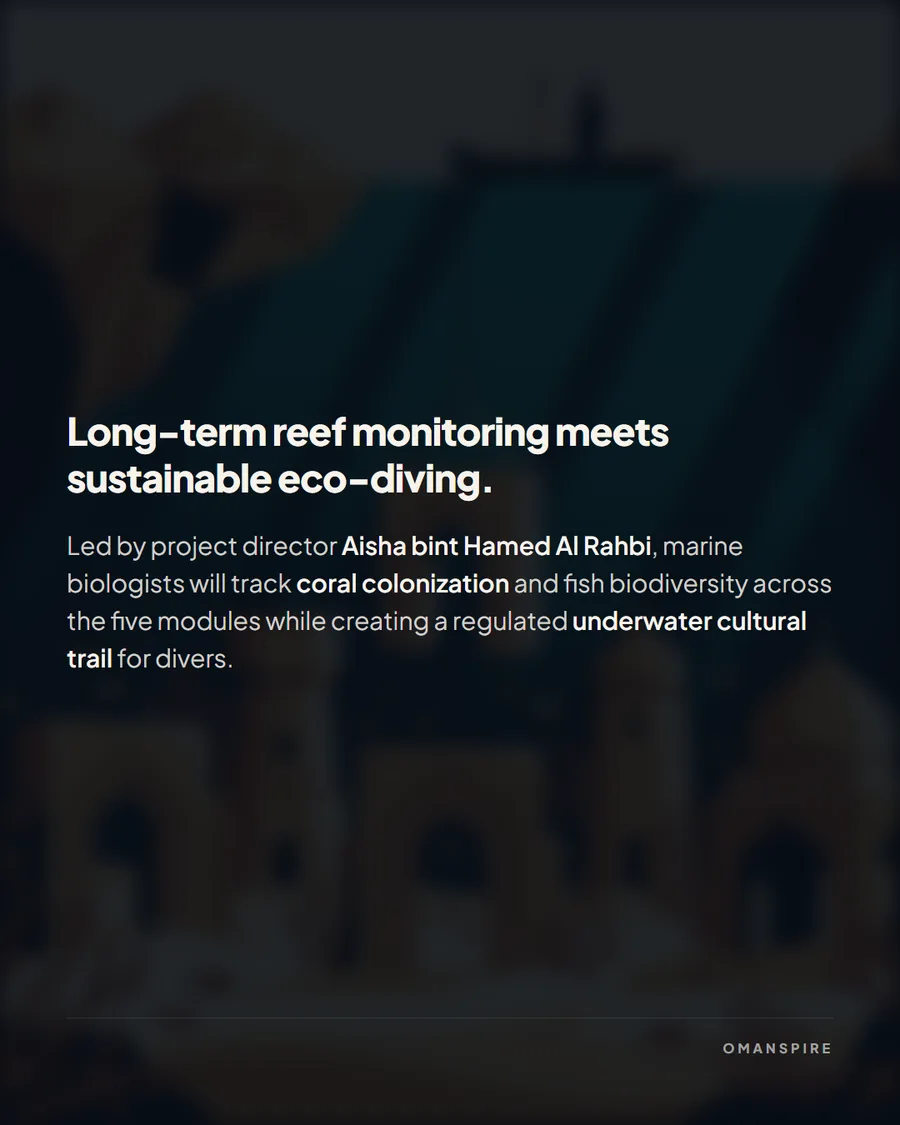 Long-term reef monitoring meets
sustainable eco-diving.
Led by project director Aisha bint Hamed Al Rahbi, marine
biologists will track coral colonization and fish biodiversity across
the five modules while creating a regulated underwater cultural
trail for divers.
OMANSPIRE